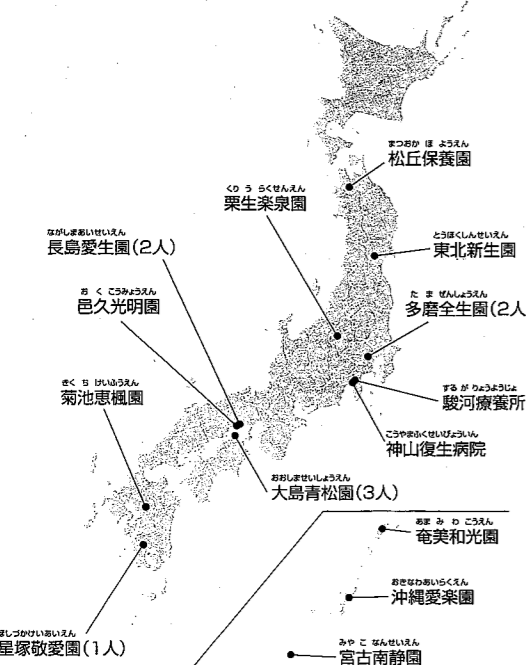 まつおか ほ ようえん
松丘保養園
くり う らくせんえん
栗生楽泉園
とうほくしんせいえん
東北新生園
ながしまあいせいえん
長島愛生園(2人)
おく こうみょうえん
邑久光明園
たま ぜんしょうえん
多磨全生園(2人
きくち けいふうえん
菊池恵楓園
するが りょうようじょ
駿河療養所
こうやまふくせいびょういん
神山復生病院
おおしませいしょうえん
大島青松園(3人)
あまみ わ こうえん
奄美和光園
おきなわあいらくえん
沖縄愛楽園
ほしづかけいあいえん
星塚敬愛園(1人)
みやこ なんせいえん
宮古南静園